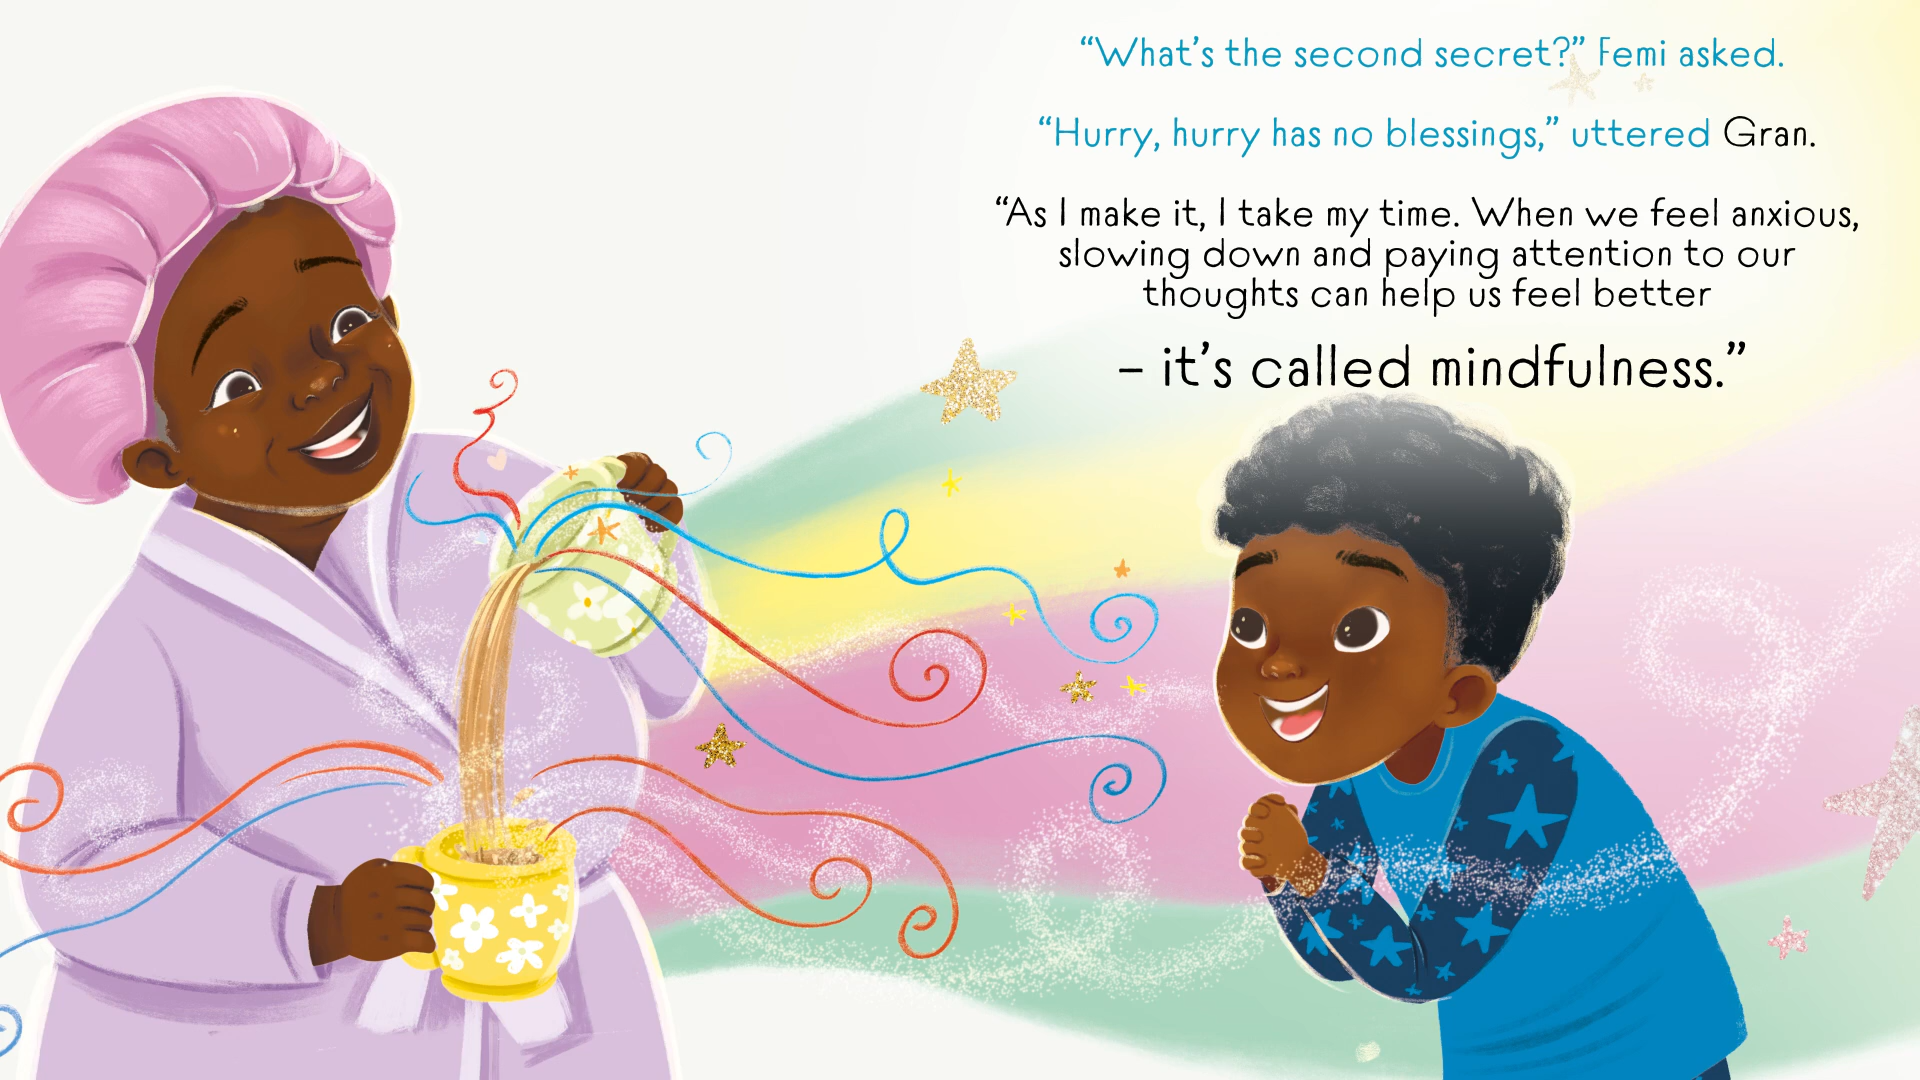 “What’s the second secret?” Femi asked.
“Hurry, hurry has no blessings,” uttered Gran.
“As I make it, I take my time. When we feel anxious,
slowing down and paying attention to our
thoughts can help us feel better
– it’s called mindfulness.”